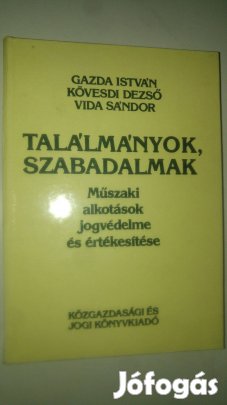 GAZDA ISTVÁN
KÖVESDI DEZSŐ
VIDA SÁNDOR
TALÁLMÁNYOK,
SZABADALMAK
Műszaki
alkotások
jogvédelme
és értékesítése
KÖZGAZDASÁGI ÉS
JOGI KÖNYVKIADÓ
Jófogás